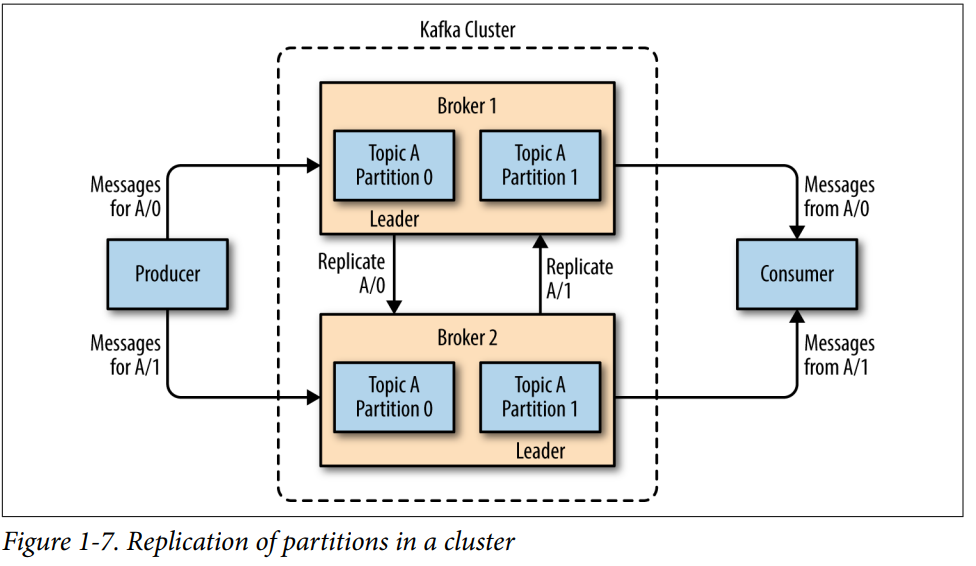 Kafka Cluster
Broker 1
Topic A
Partition 0
Topic A
Partition 1
Leader
Messages
for A/0
Messages
from A/0
Producer
Replicate
A/0
Replicate
A/1
Consumer
Messages
for A/1
Broker 2
Messages
from A/1
Topic A
Partition 0
Topic A
Partition 1
Leader
Figure 1-7. Replication of partitions in a cluster